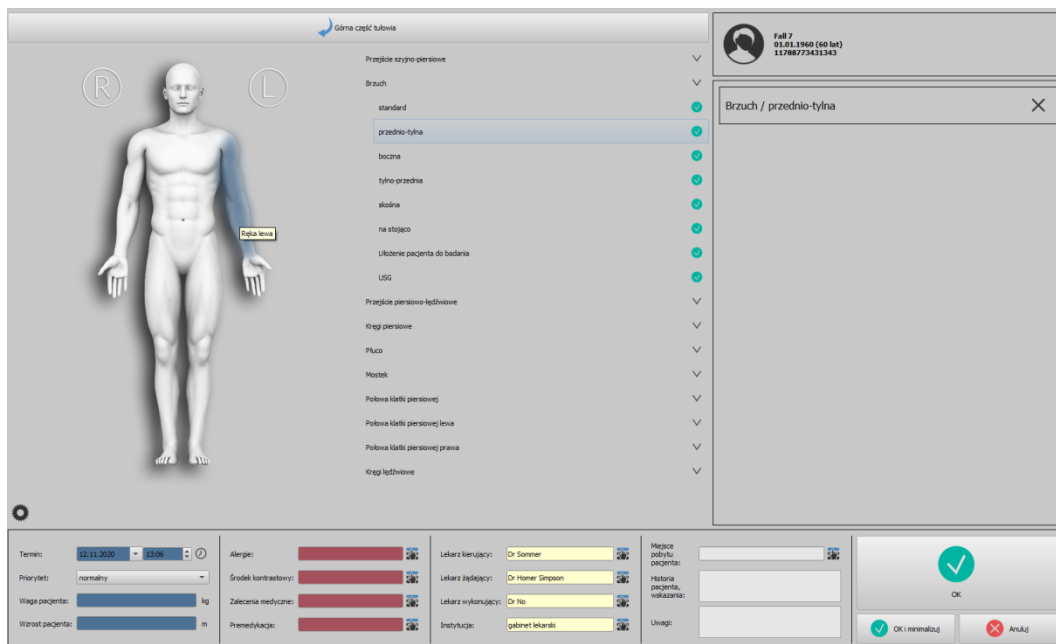 Górna część tułowia
R
L
Ręka lewa
Przejście szyjno-piersiowe
Brzuch
standard
przednio-tylna
boczna
tylno-przednia
skośna
na stojąco
Ułożenie pacjenta do badania
USG
Przejście piersiowo-lędźwiowe
Kręgi piersiowe
Płuco
Mostek
Połowa klatki piersiowej
Połowa klatki piersiowej lewa
Połowa klatki piersiowej prawa
Kręgi lędźwiowe
Fall 7
01.01.1960 (60 lat)
11788773431343
Brzuch / przednio-tylna
Termin: 12.11.2020 13:06
Priorytet: normalny
Waga pacjenta: kg
Wzrost pacjenta: m
Alergie:
Środek kontrastowy:
Zalecenia medyczne:
Premedykacja:
Lekarz kierujący: Dr Sommer
Lekarz żądający: Dr Homer Simpson
Lekarz wykonujący: Dr No
Instytucja: gabinet lekarski
Miejsce
pobytu
pacjenta:
Historia
pacjenta,
wskazania:
Uwagi:
OK
OK i minimalizuj
Anuluj